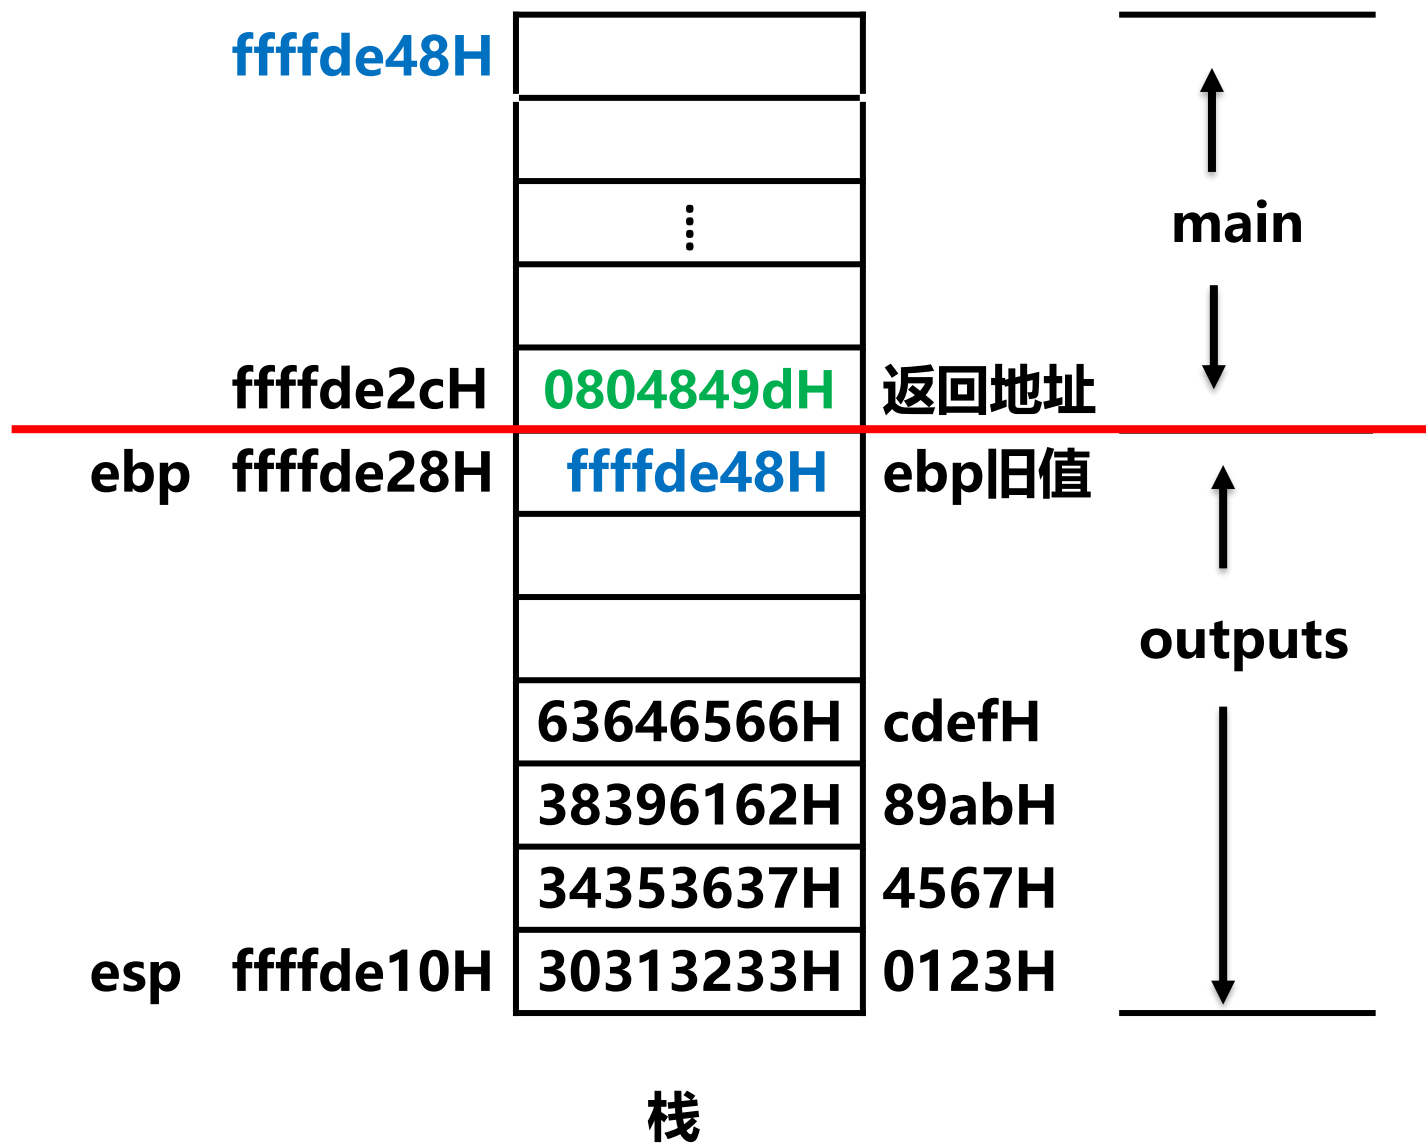 ffffde48H
main
ffffde2cH 0804849dH 返回地址
ebp ffffde28H ffffde48H ebp旧值
outputs
63646566H cdefH
38396162H 89abH
34353637H 4567H
esp ffffde10H 30313233H 0123H
栈